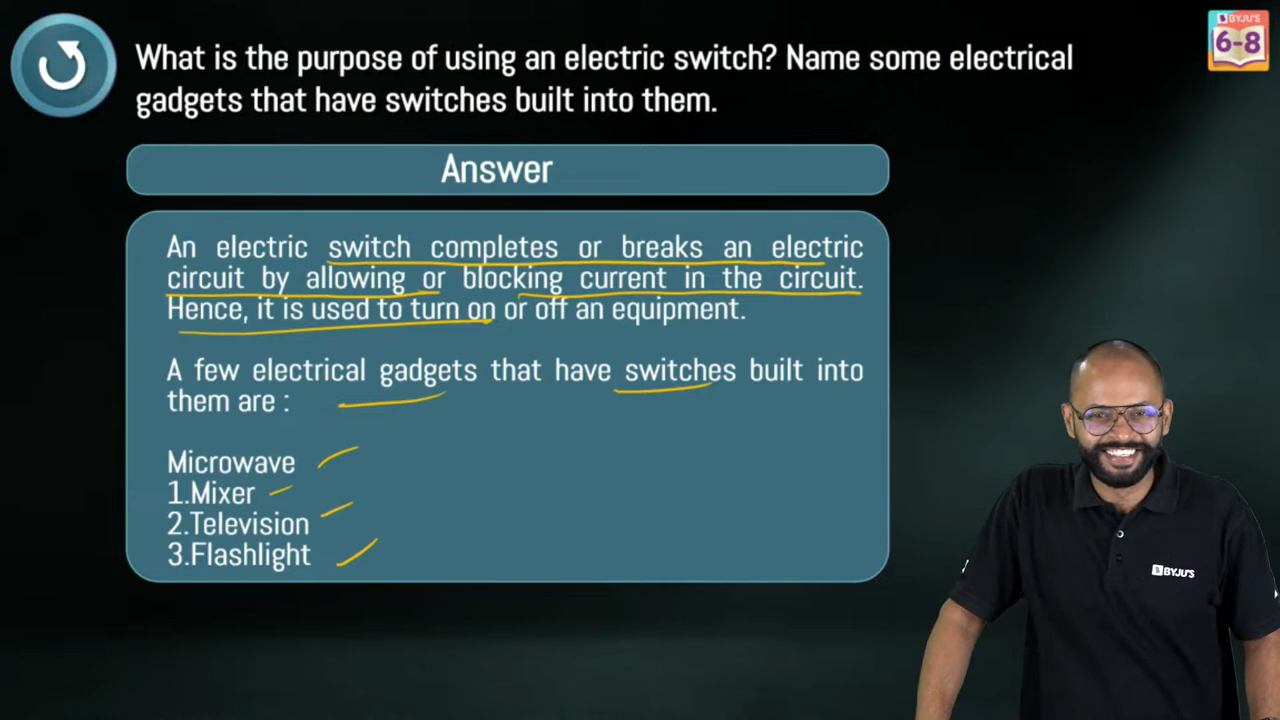 BYJU'S
6-8
What is the purpose of using an electric switch? Name some electrical
gadgets that have switches built into them.
Answer
An electric switch completes or breaks an electric
circuit by allowing or blocking current in the circuit.
Hence, it is used to turn on or off an equipment.
A few electrical gadgets that have switches built into
them are :
Microwave
1.Mixer
2.Television
3.Flashlight
BYJU'S